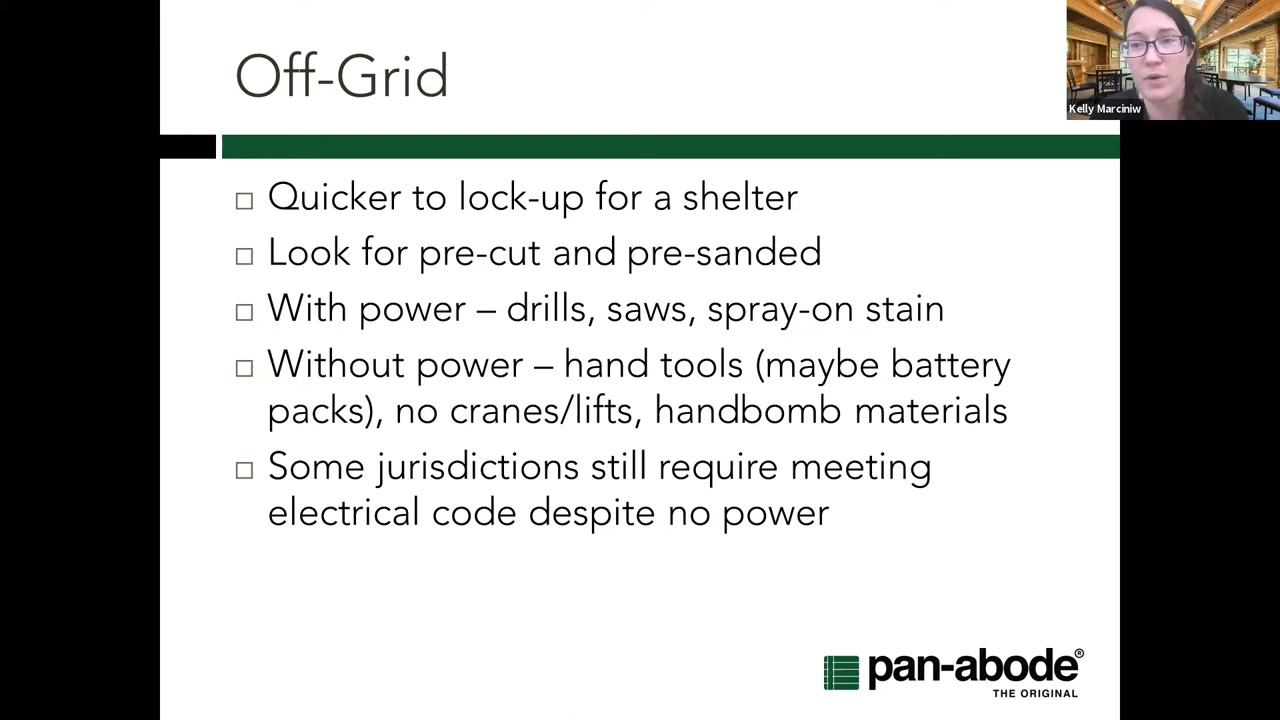 Off-Grid
Kelly Marciniw
Quicker to lock-up for a shelter
Look for pre-cut and pre-sanded
With power – drills, saws, spray-on stain
Without power – hand tools (maybe battery
packs), no cranes/lifts, handbomb materials
Some jurisdictions still require meeting
electrical code despite no power
pan-abode®
THE ORIGINAL